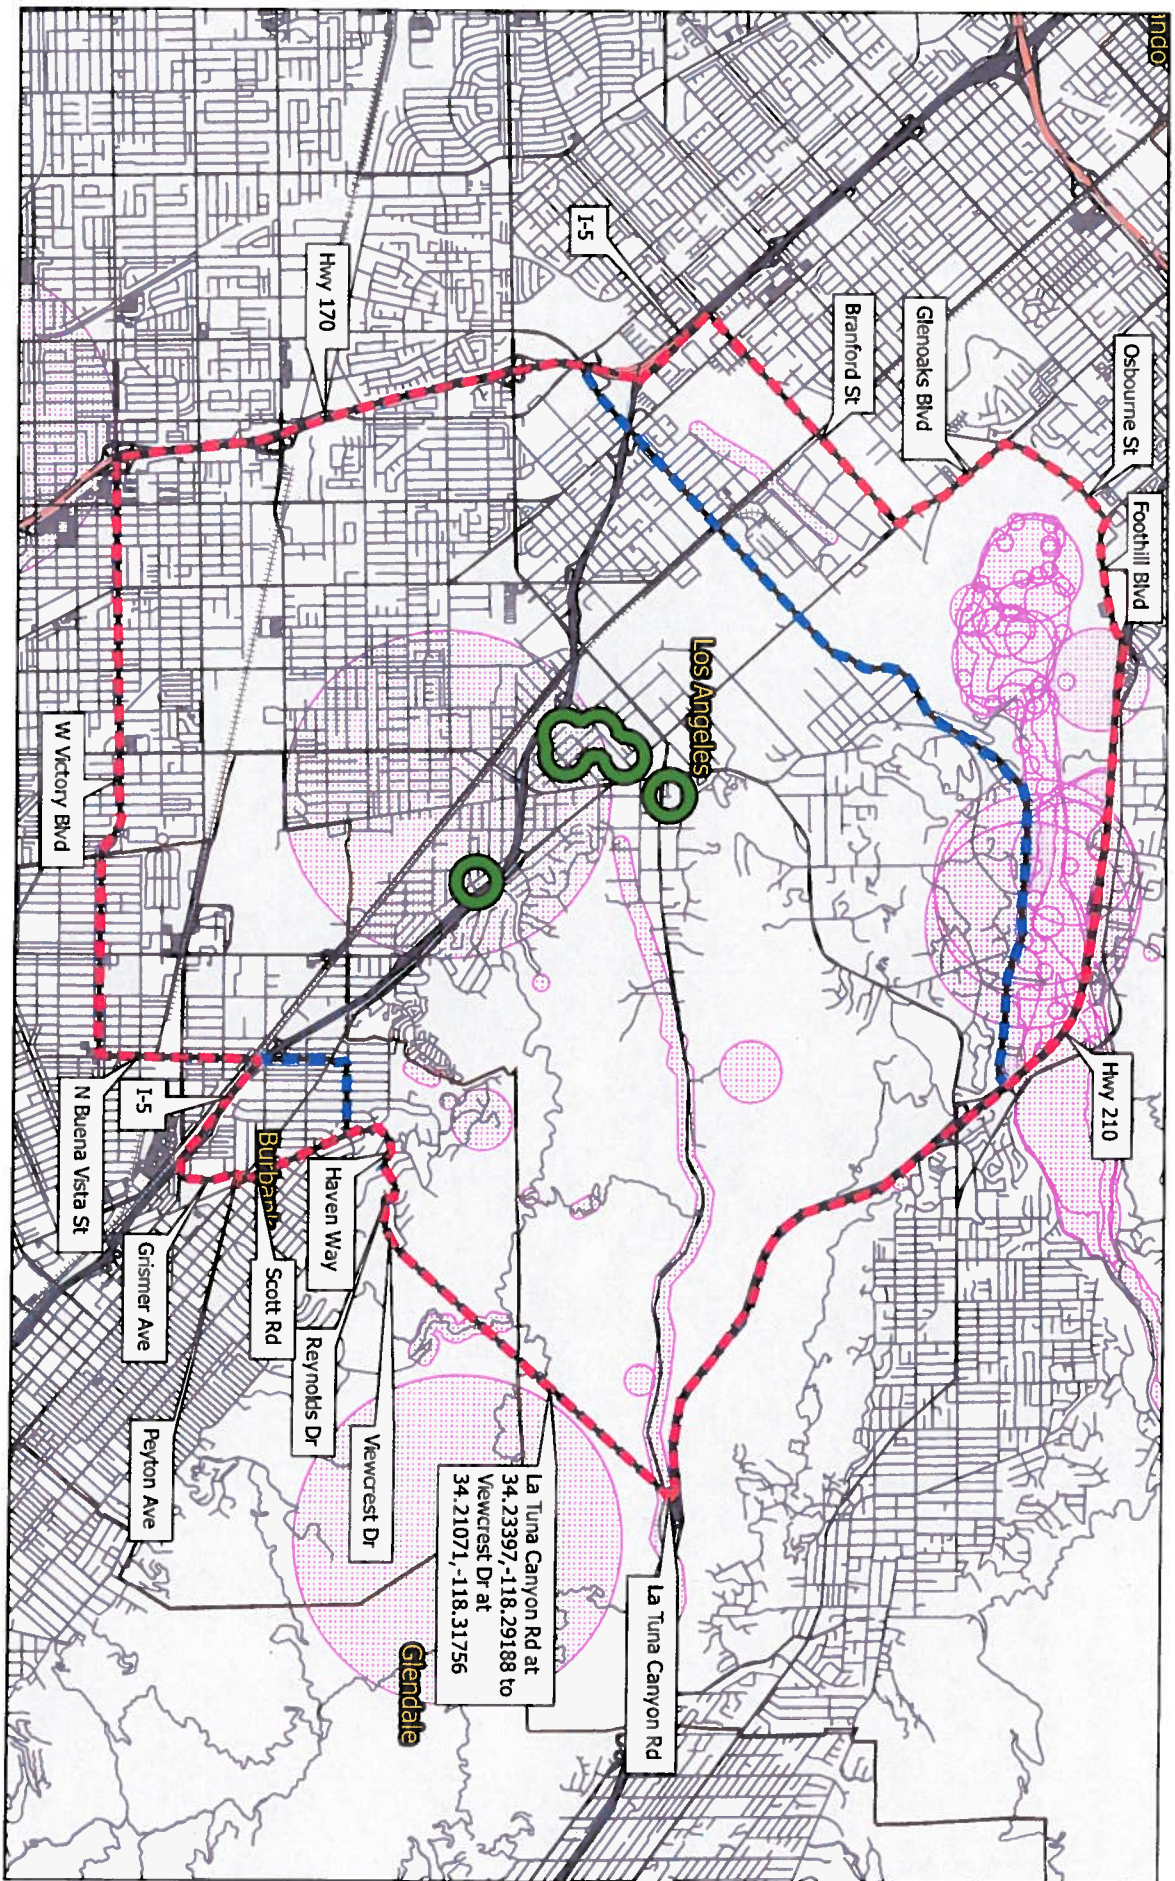 ando
Osbourne St
Foothill Blvd
Glenoaks Blvd
Branford St
I-5
Hwy 170
Los Angeles
Hwy 210
W Victory Blvd
N Buena Vista St
I-5
Burbank
Haven Way
Grismer Ave
Scott Rd
Reynolds Dr
Peyton Ave
Viewcrest Dr
La Tuna Canyon Rd at
34.23397,-118.29188 to
Viewcrest Dr at
34.21071,-118.31756
La Tuna Canyon Rd
Glendale